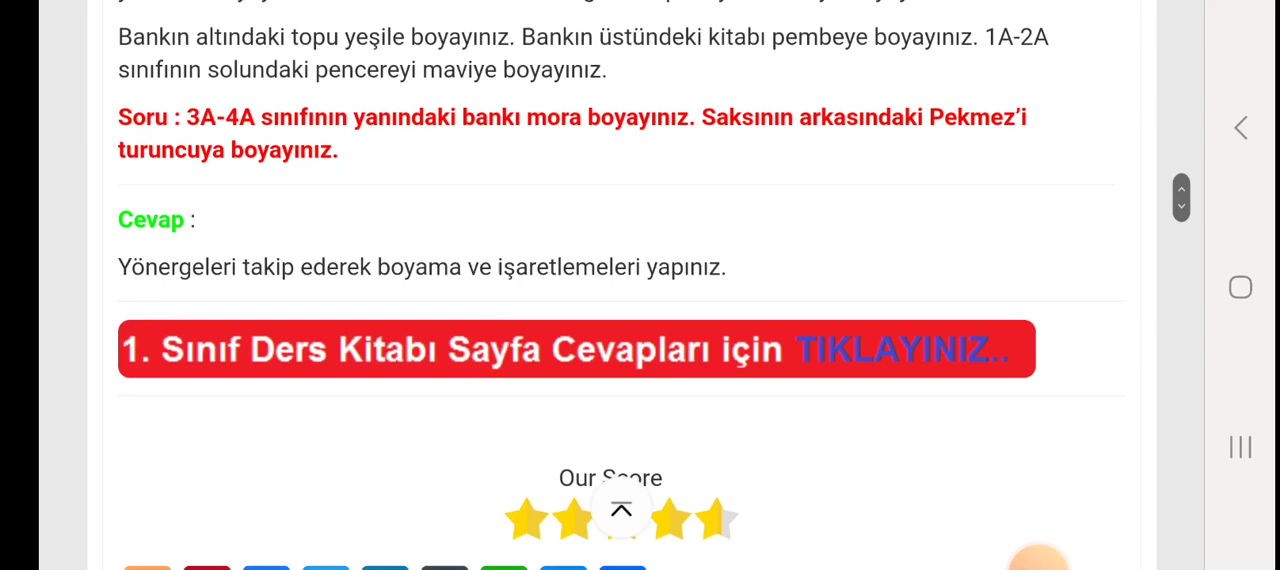 Bankın altındaki topu yeşile boyayınız. Bankın üstündeki kitabı pembeye boyayınız. 1A-2A
sınıfının solundaki pencereyi maviye boyayınız.
Soru : 3A-4A sınıfının yanındaki bankı mora boyayınız. Saksının arkasındaki Pekmez’i
turuncuya boyayınız.
Cevap :
Yönergeleri takip ederek boyama ve işaretlemeleri yapınız.
1. Sınıf Ders Kitabı Sayfa Cevapları için TIKLAYINIZ..
Our Score